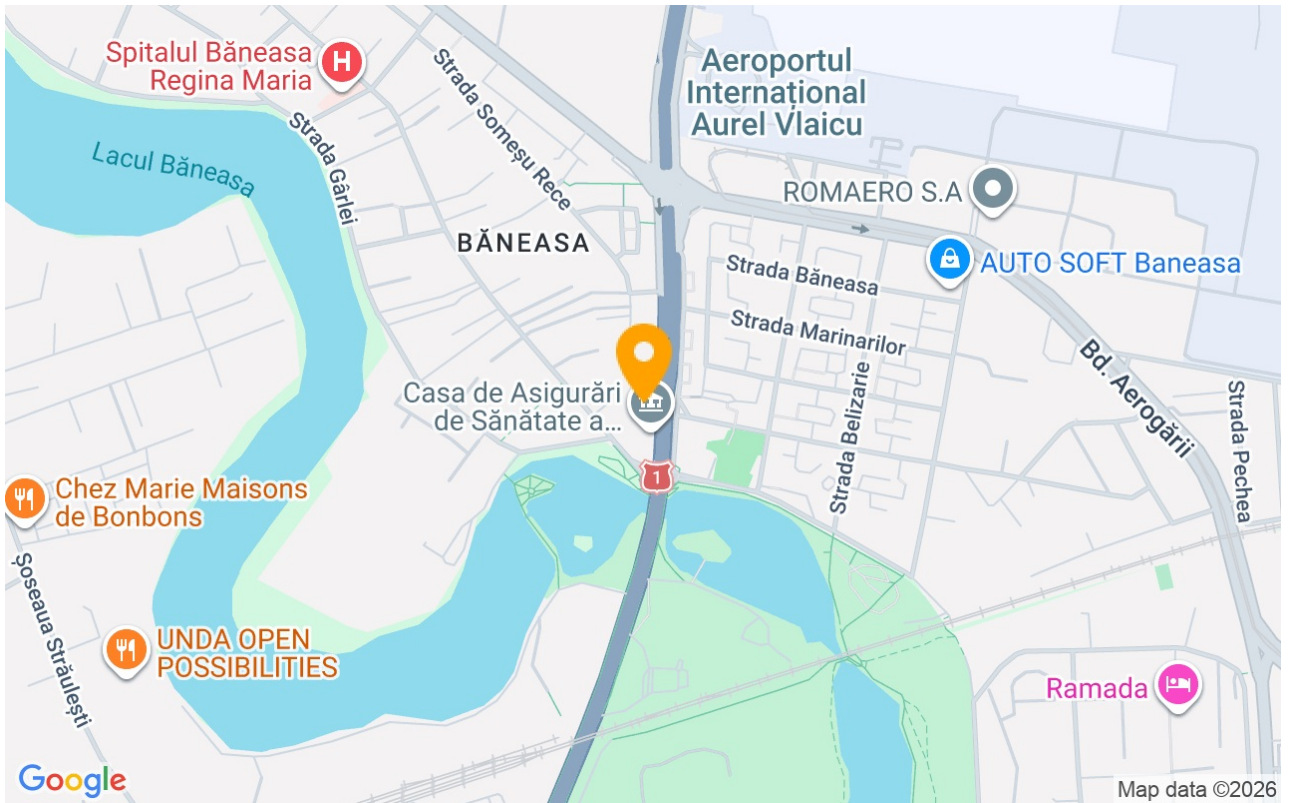 Spitalul Băneasa
Regina Maria
H
Strada Someșu Rece
Aeroportul
Internațional
Aurel Vlaicu
Strada Gârlei
Lacul Băneasa
ROMAERO S.A
BĂNEASA
AUTO SOFT Baneasa
Strada Băneasa
Strada Marinarilor
Bd. Aerogării
Strada Belizarie
Strada Pechea
Casa de Asigurări
de Sănătate a...
1
Chez Marie Maisons
de Bonbons
Șoseaua Străulești
UNDA OPEN
POSSIBILITIES
Ramada
Google
Map data ©2026